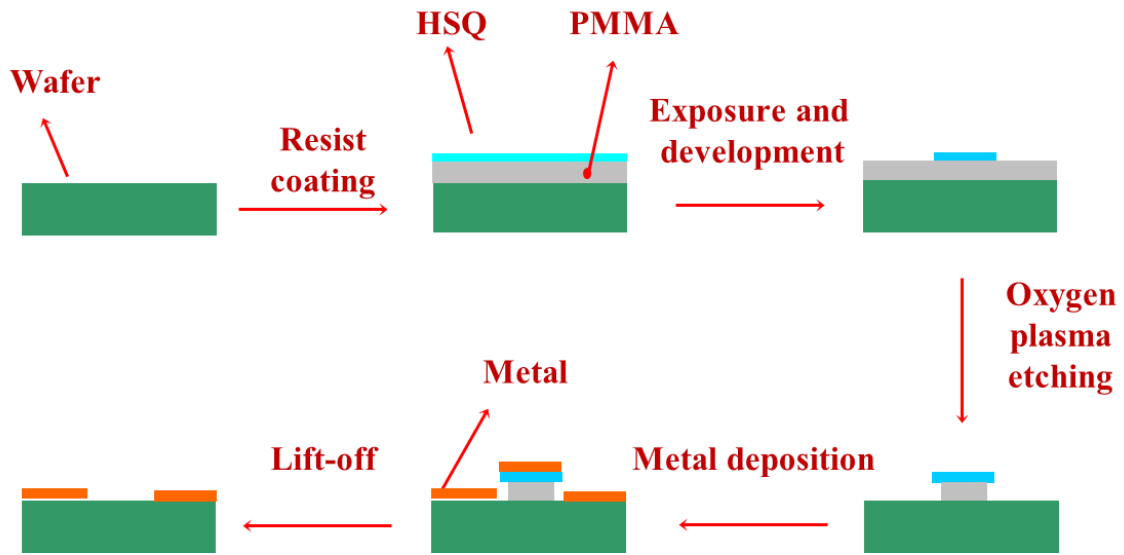 HSQ
PMMA
Wafer
Resist
coating
Exposure and
development
Oxygen
plasma
etching
Metal
Lift-off
Metal deposition